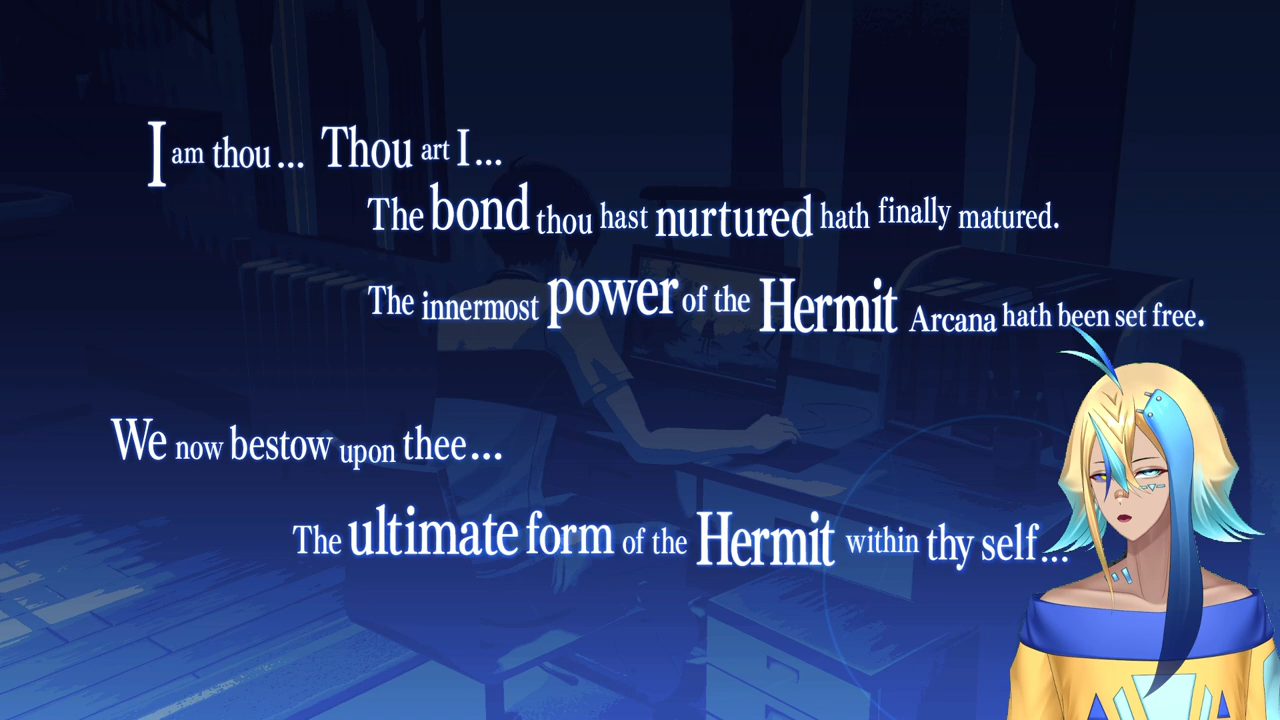 I am thou... Thou art I...
The bond thou hast nurtured hath finally matured.
The innermost power of the Hermit Arcana hath been set free.
We now bestow upon thee...
The ultimate form of the Hermit within thy self...